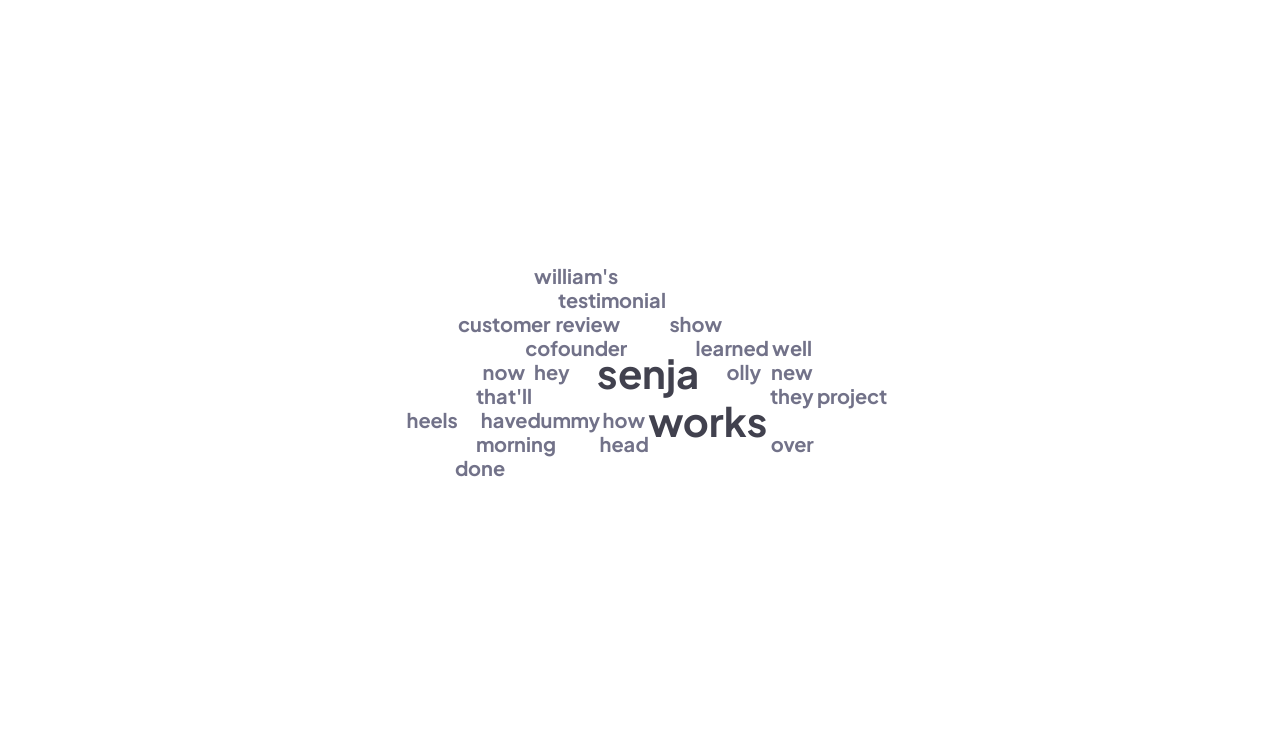 william's
testimonial
customer review show
cofounder learned well
now hey senja olly new
that'll they project
heels have dummy how works
morning head over
done